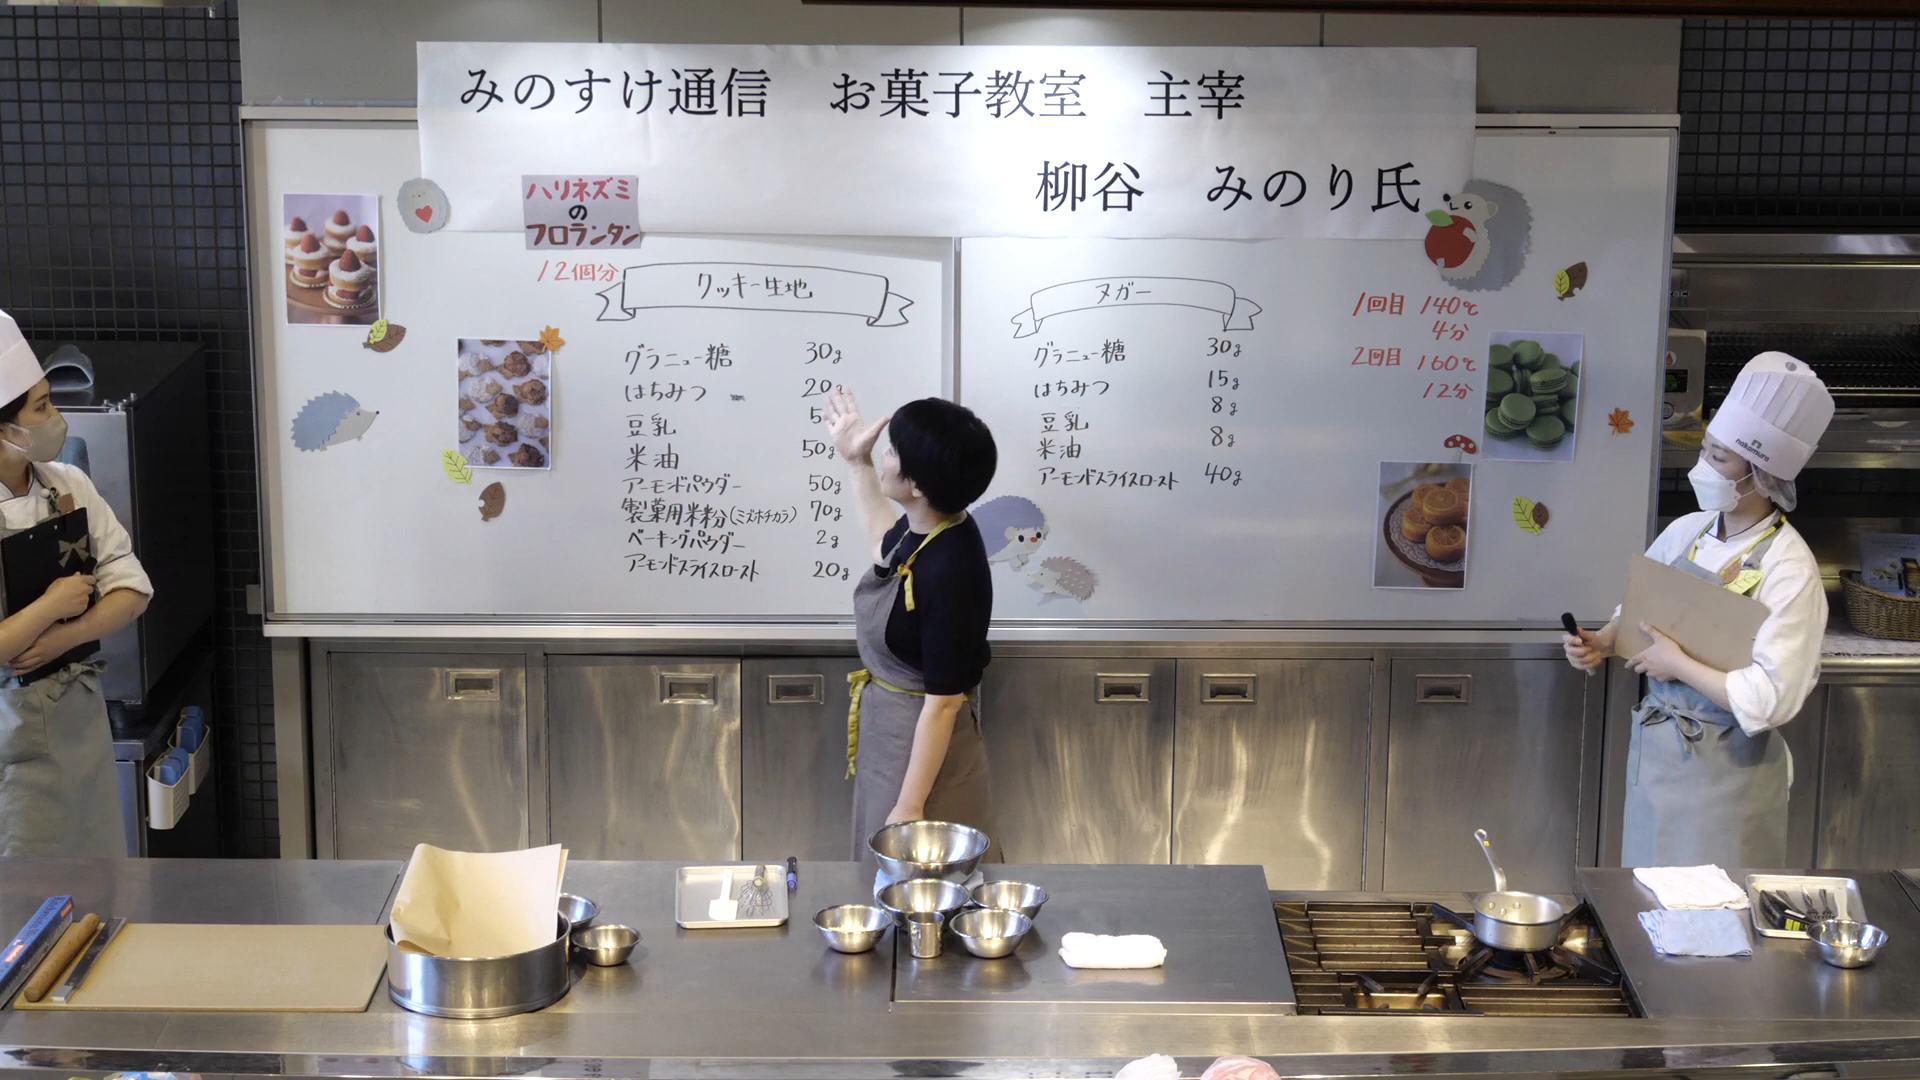 みのすけ通信　お菓子教室　主宰
柳谷　みのり氏
ハリネズミ
の
フロランタン
12個分
クッキー生地
グラニュー糖 30g
はちみつ 20g
豆乳 5
米油 50g
アーモンドパウダー 50g
製菓用米粉(ミズホチカラ) 70g
ベーキングパウダー 2g
アーモンドスライスロースト 20g
ヌガー
グラニュー糖 30g
はちみつ 15g
豆乳 8g
米油 8g
アーモンドスライスロースト 40g
1回目 140℃
4分
2回目 160℃
12分
nakamura